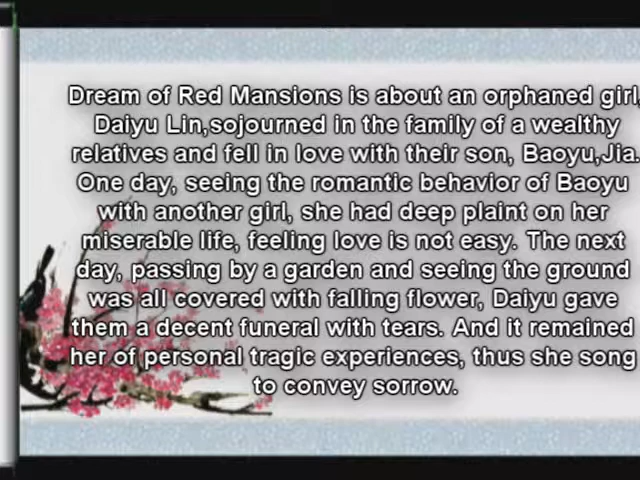 Dream of Red Mansions is about an orphaned girl,
Daiyu Lin,sojourned in the family of a wealthy
relatives and fell in love with their son, Baoyu,Jia.
One day, seeing the romantic behavior of Baoyu
with another girl, she had deep plaint on her
miserable life, feeling love is not easy. The next
day, passing by a garden and seeing the ground
was all covered with falling flower, Daiyu gave
them a decent funeral with tears. And it remained
her of personal tragic experiences, thus she song
to convey sorrow.